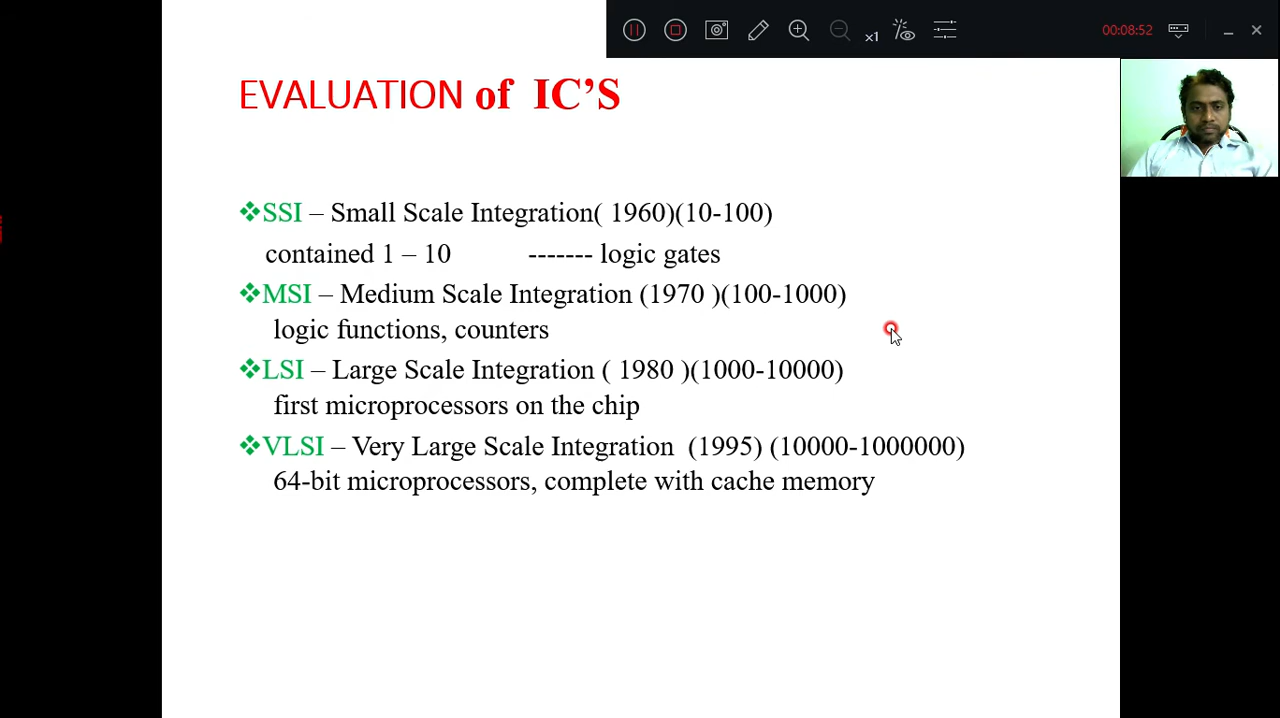 x1
00:08:52
EVALUATION of IC'S
❖SSI – Small Scale Integration( 1960)(10-100)
contained 1 – 10 ------- logic gates
❖MSI – Medium Scale Integration (1970 )(100-1000)
logic functions, counters
❖LSI – Large Scale Integration ( 1980 )(1000-10000)
first microprocessors on the chip
❖VLSI – Very Large Scale Integration (1995) (10000-1000000)
64-bit microprocessors, complete with cache memory